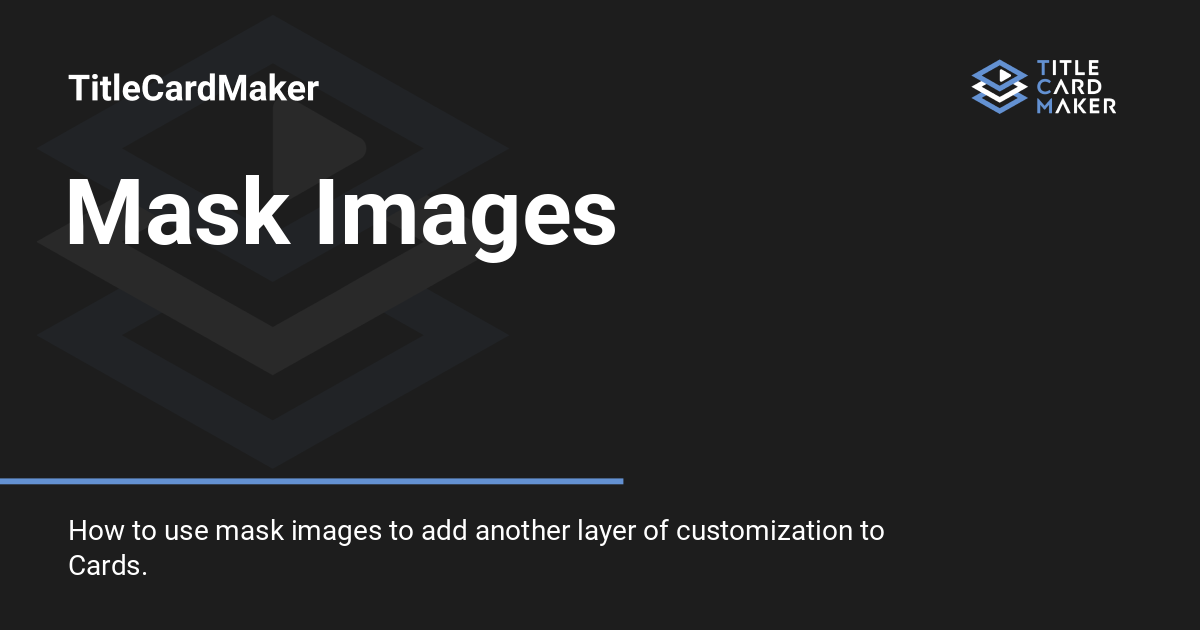 TitleCardMaker
TITLE
CARD
MAKER
Mask Images
How to use mask images to add another layer of customization to
Cards.